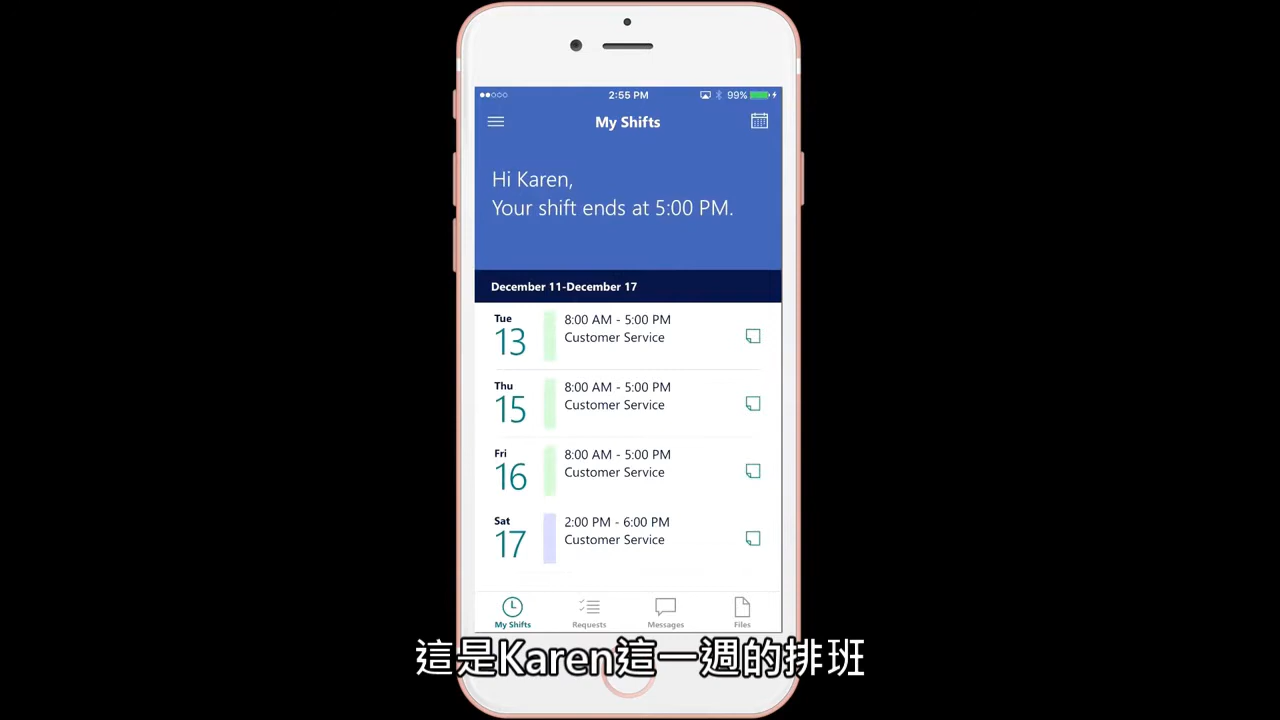 2:55 PM
99%
My Shifts
Hi Karen,
Your shift ends at 5:00 PM.
December 11-December 17
Tue
13
8:00 AM - 5:00 PM
Customer Service
Thu
15
8:00 AM - 5:00 PM
Customer Service
Fri
16
8:00 AM - 5:00 PM
Customer Service
Sat
17
2:00 PM - 6:00 PM
Customer Service
My Shifts
Requests
Messages
Files
這是Karen這一週的排班